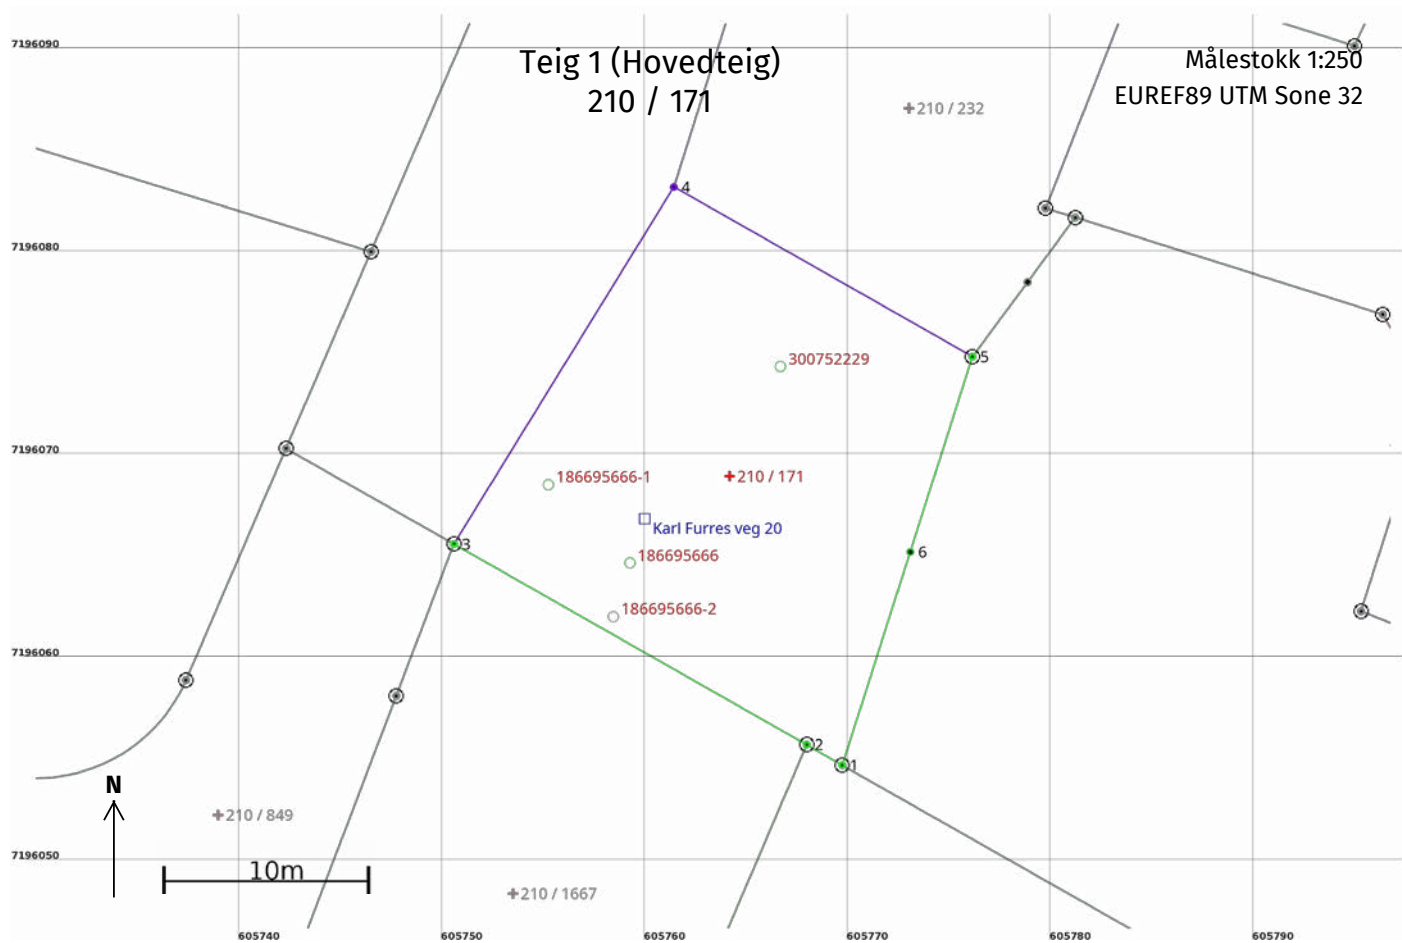 7196090
Teig 1 (Hovedteig)
Målestokk 1:250
210 / 171
EUREF89 UTM Sone 32
+210 / 232
4
7196080
300752229
5
7196070
186695666-1
+210 / 171
Karl Furres veg 20
3
6
186695666
186695666-2
7196060
2
1
N
+210 / 849
7196050
10m
+210 / 1667
605740
605750
605760
605770
605780
605790